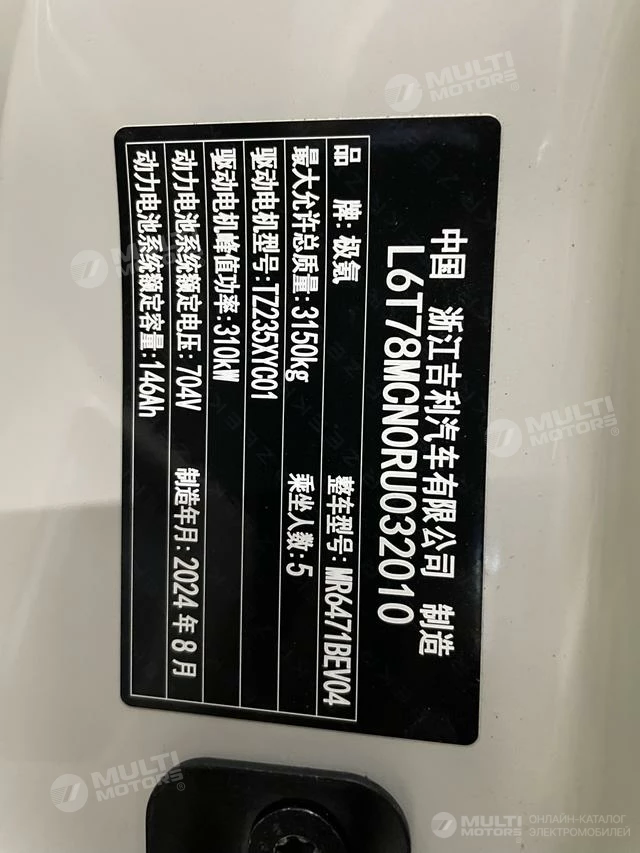 中国 浙江吉利汽车有限公司 制造
L6T78MCN0RU032010
品 牌:极氪 整车型号:MR6471BEV04
最大允许总质量:3150kg 乘坐人数:5
驱动电机型号:TZ235XYC01
驱动电机峰值功率:310kW
动力电池系统额定电压:704V 制造年月:2024年8月
动力电池系统额定容量:146Ah
MULTI MOTORS®
MULTI MOTORS®
MULTI MOTORS®
MULTI MOTORS®
MULTI MOTORS ОНЛАЙН-КАТАЛОГ ЭЛЕКТРОМОБИЛЕЙ